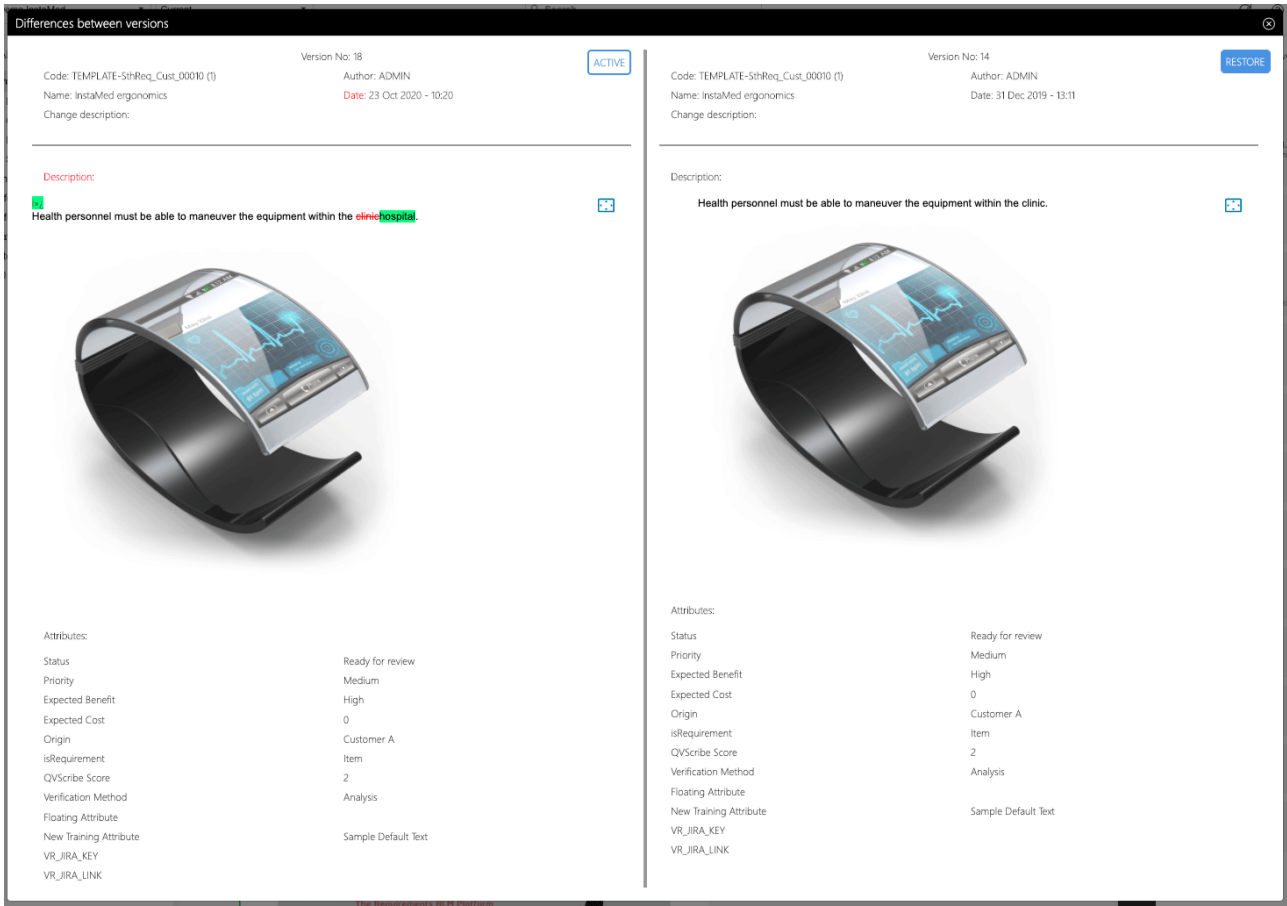 Differences between versions
Version No: 18
ACTIVE
Code: TEMPLATE-SthReq_Cust_00010 (1)
Author: ADMIN
Name: InstaMed ergonomics
Date: 23 Oct 2020 - 10:20
Change description:
Description:
Health personnel must be able to maneuver the equipment within the clinichospital.
Attributes:
Status
Ready for review
Priority
Medium
Expected Benefit
High
Expected Cost
0
Origin
Customer A
isRequirement
Item
QVScribe Score
2
Verification Method
Analysis
Floating Attribute
New Training Attribute
Sample Default Text
VR_JIRA_KEY
VR_JIRA_LINK
Version No: 14
RESTORE
Code: TEMPLATE-SthReq_Cust_00010 (1)
Author: ADMIN
Name: InstaMed ergonomics
Date: 31 Dec 2019 - 13:11
Change description:
Description:
Health personnel must be able to maneuver the equipment within the clinic.
Attributes:
Status
Ready for review
Priority
Medium
Expected Benefit
High
Expected Cost
0
Origin
Customer A
isRequirement
Item
QVScribe Score
2
Verification Method
Analysis
Floating Attribute
New Training Attribute
Sample Default Text
VR_JIRA_KEY
VR_JIRA_LINK